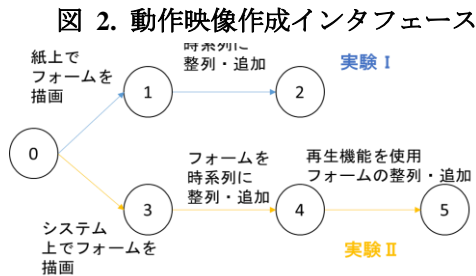 図 2. 動作映像作成インタフェース
紙上で
フォームを
描画
時系列に
整列・追加
実験Ⅰ
1
2
0
フォームを
時系列に
整列・追加
再生機能を使用
フォームの整列・追加
3
4
5
システム
上でフォームを
描画
実験Ⅱ